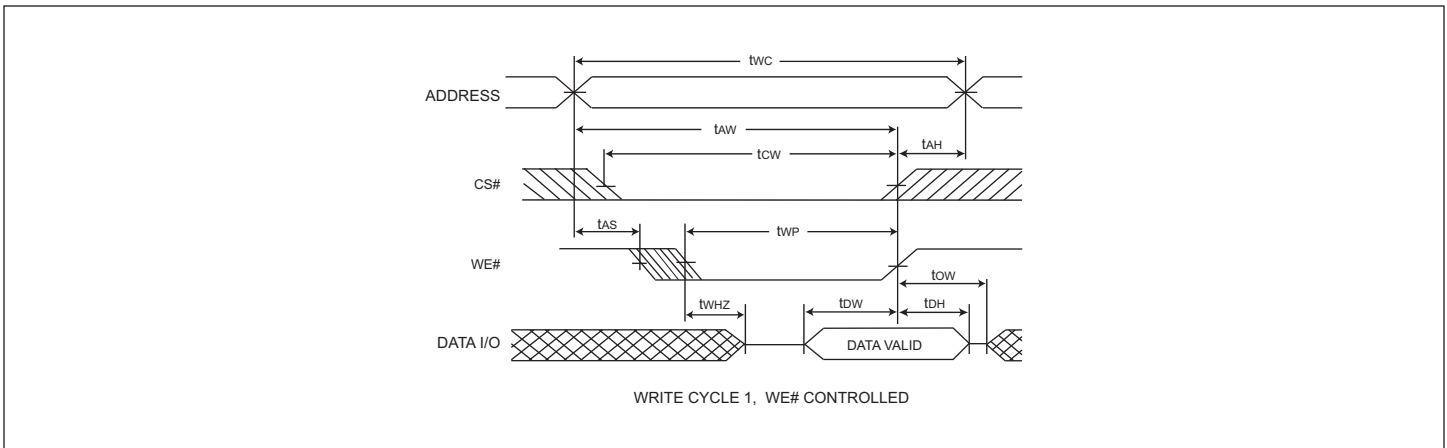 tWC
ADDRESS
tAW
tAH
tCW
CS#
tAS
tWP
WE#
tOW
tWHZ
tDW
tDH
DATA I/O
DATA VALID
WRITE CYCLE 1, WE# CONTROLLED